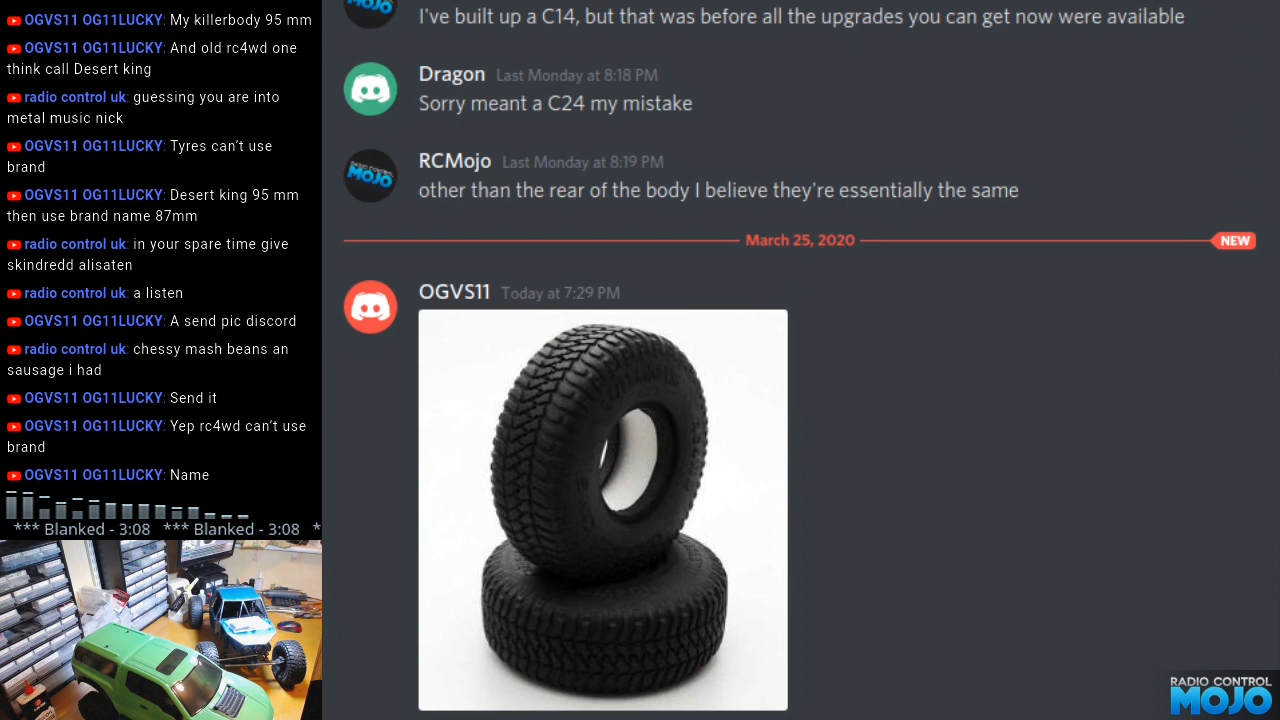 OGVS11 OG11LUCKY: My killerbody 95 mm
OGVS11 OG11LUCKY: And old rc4wd one
think call Desert king
radio control uk: guessing you are into
metal music nick
OGVS11 OG11LUCKY: Tyres can't use
brand
OGVS11 OG11LUCKY: Desert king 95 mm
then use brand name 87mm
radio control uk: in your spare time give
skindredd alisaten
radio control uk: a listen
OGVS11 OG11LUCKY: A send pic discord
radio control uk: chessy mash beans an
sausage i had
OGVS11 OG11LUCKY: Send it
OGVS11 OG11LUCKY: Yep rc4wd can't use
brand
OGVS11 OG11LUCKY: Name
*** Blanked - 3:08 *** Blanked - 3:08 *
MOJO
I've built up a C14, but that was before all the upgrades you can get now were available
Dragon Last Monday at 8:18 PM
Sorry meant a C24 my mistake
RADIO CONTROL
MOJO
RCMojo Last Monday at 8:19 PM
other than the rear of the body I believe they're essentially the same
March 25, 2020 NEW
OGVS11 Today at 7:29 PM
RADIO CONTROL
MOJO